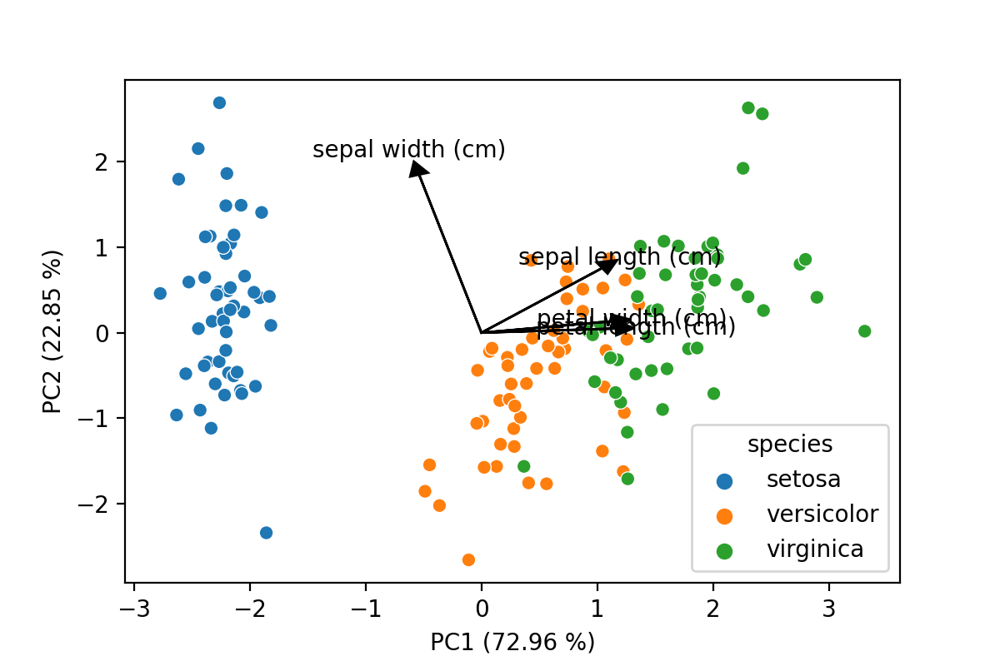 sepal width (cm)
sepal length (cm)
petal width (cm)
petal length (cm)
2
1
0
−1
−2
PC2 (22.85 %)
species
setosa
versicolor
virginica
−3
−2
−1
0
1
2
3
PC1 (72.96 %)